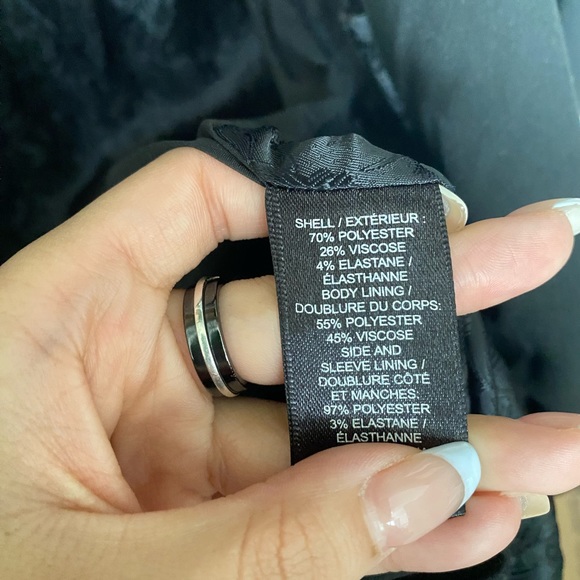 SHELL / EXTÉRIEUR :
70% POLYESTER
26% VISCOSE
4% ELASTANE /
ÉLASTHANNE
BODY LINING /
DOUBLURE DU CORPS:
55% POLYESTER
45% VISCOSE
SIDE AND
SLEEVE LINING /
DOUBLURE CÔTÉ
ET MANCHES:
97% POLYESTER
3% ELASTANE /
ÉLASTHANNE